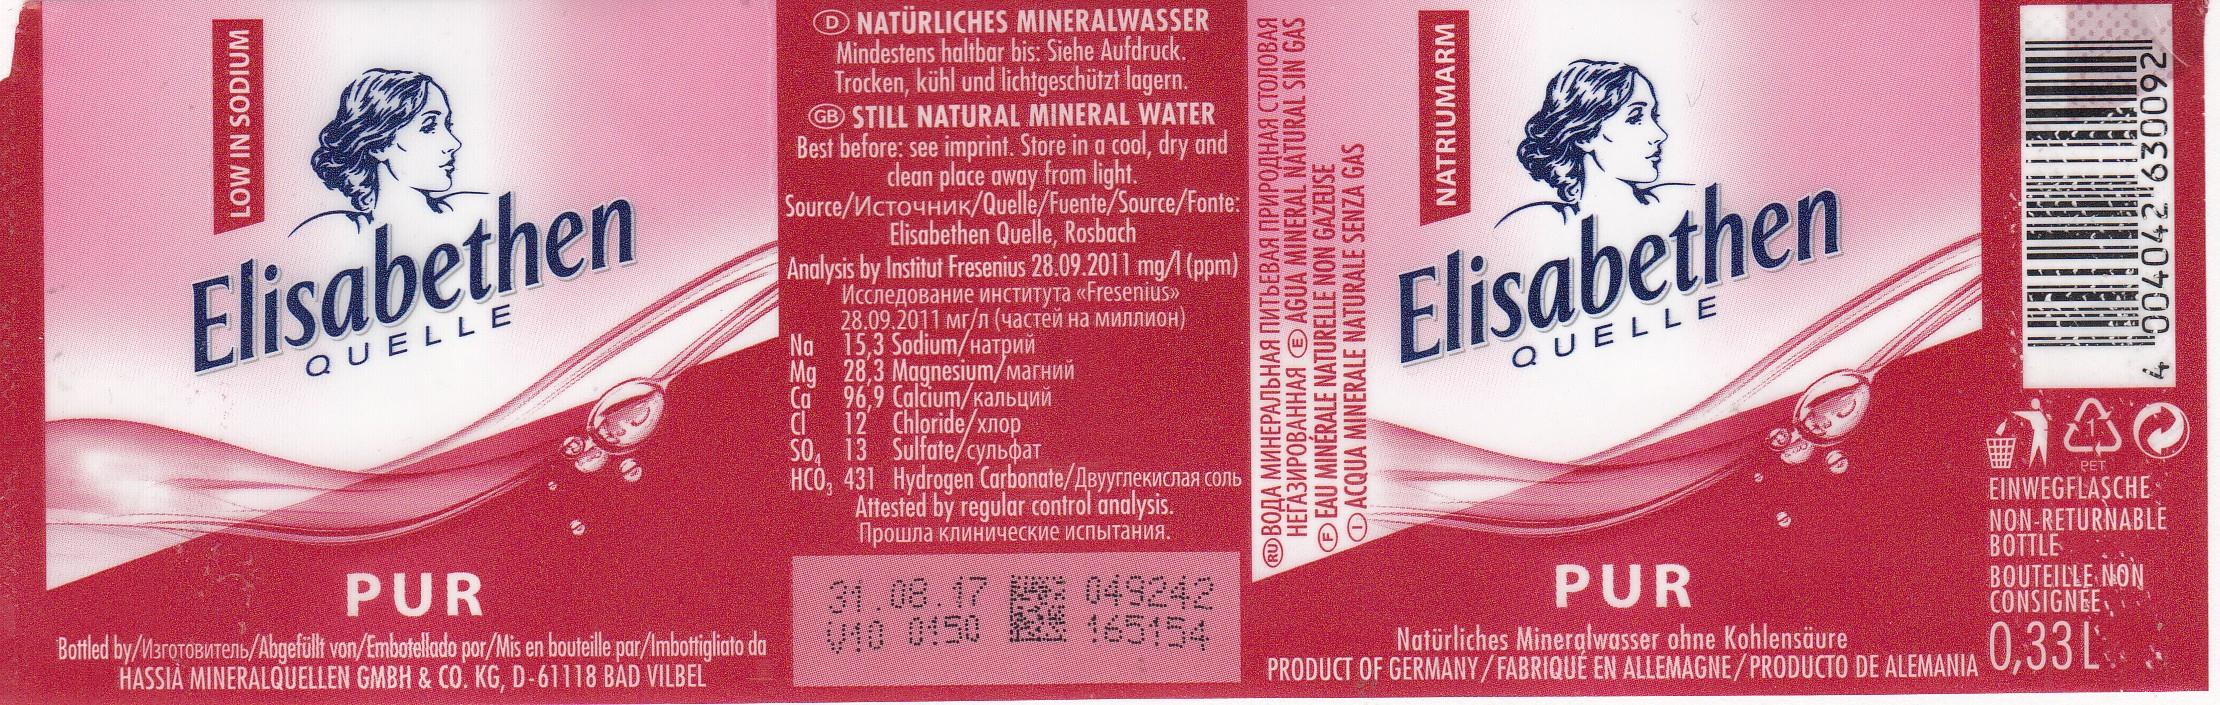 LOW IN SODIUM
Elisabethen
QUELLE
PUR
Bottled by/Изготовитель/Abgefüllt von/Embotellado por/Mis en bouteille par/Imbottigliato da
HASSIA MINERALQUELLEN GMBH & CO. KG, D-61118 BAD VILBEL
D NATÜRLICHES MINERALWASSER
Mindestens haltbar bis: Siehe Aufdruck.
Trocken, kühl und lichtgeschützt lagern.
GB STILL NATURAL MINERAL WATER
Best before: see imprint. Store in a cool, dry and
clean place away from light.
Source/Источник/Quelle/Fuente/Source/Fonte:
Elisabethen Quelle, Rosbach
Analysis by Institut Fresenius 28.09.2011 mg/l (ppm)
Исследование института «Fresenius»
28.09.2011 мг/л (частей на миллион)
Na 15,3 Sodium/натрий
Mg 28,3 Magnesium/магний
Ca 96,9 Calcium/кальций
Cl 12 Chloride/хлор
SO₄ 13 Sulfate/сульфат
HCO₃ 431 Hydrogen Carbonate/Двууглекислая соль
Attested by regular control analysis.
Прошла клинические испытания.
31.08.17 049242
V10 0150 165154
RU ВОДА МИНЕРАЛЬНАЯ ПИТЬЕВАЯ ПРИРОДНАЯ СТОЛОВАЯ
НЕГАЗИРОВАННАЯ E AGUA MINERAL NATURAL SIN GAS
F EAU MINÉRALE NATURELLE NON GAZEUSE
I ACQUA MINERALE NATURALE SENZA GAS
NATRIUMARM
Elisabethen
QUELLE
PUR
Natürliches Mineralwasser ohne Kohlensäure
PRODUCT OF GERMANY/FABRIQUÉ EN ALLEMAGNE/PRODUCTO DE ALEMANIA
4 004042 630092
1
PET
EINWEGFLASCHE
NON-RETURNABLE
BOTTLE
BOUTEILLE NON
CONSIGNÉE
0,33L